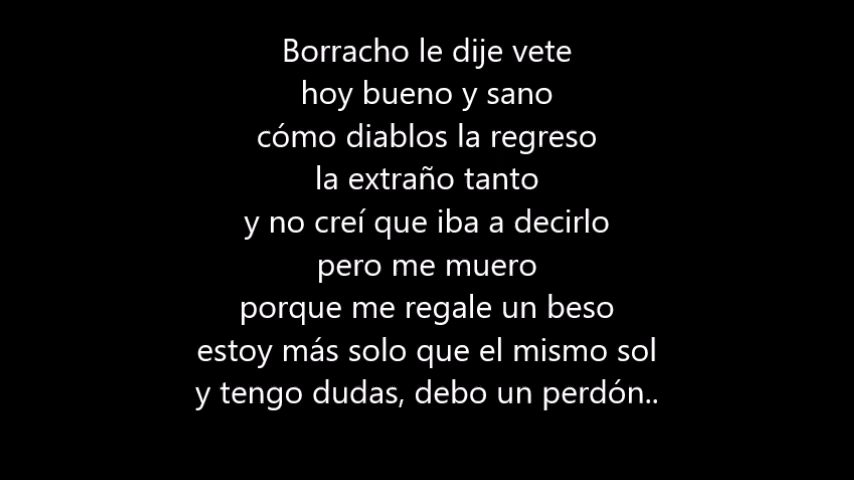 Borracho le dije vete
hoy bueno y sano
cómo diablos la regreso
la extraño tanto
y no creí que iba a decirlo
pero me muero
porque me regale un beso
estoy más solo que el mismo sol
y tengo dudas, debo un perdón..